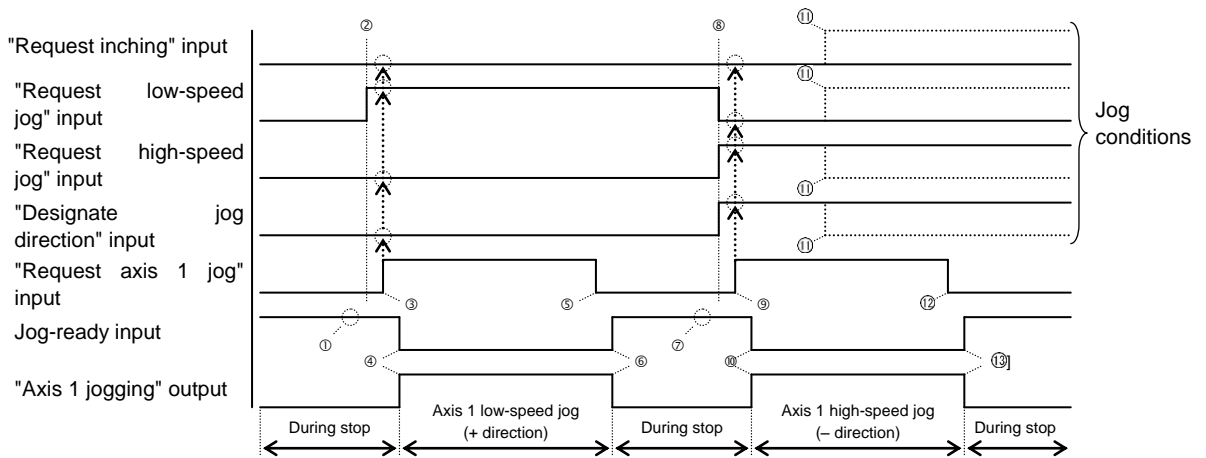 ② ⑧ ⑪
"Request inching" input
⑪
"Request low-speed
jog" input
Jog
conditions
"Request high-speed
jog" input
⑪
"Designate jog
direction" input
⑪
"Request axis 1 jog"
input
③ ⑤ ⑨ ⑫
Jog-ready input
① ⑦
④ ⑥ ⑩ ⑬]
"Axis 1 jogging" output
During stop
Axis 1 low-speed jog
(+ direction)
During stop
Axis 1 high-speed jog
(– direction)
During stop